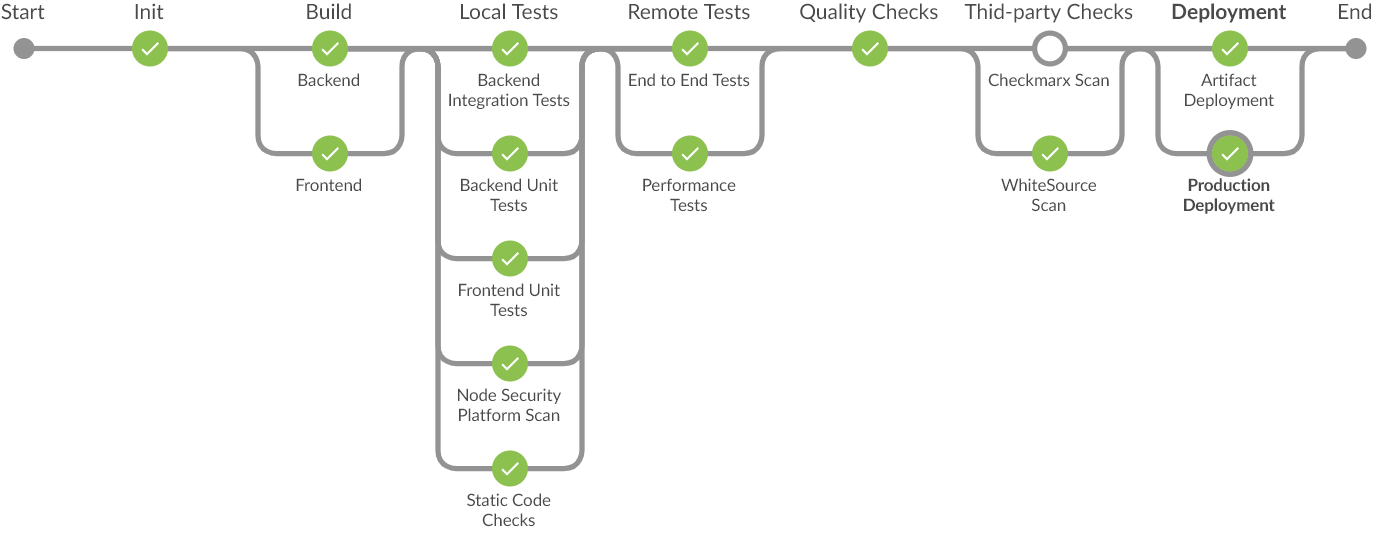 Start
Init
Build
Local Tests
Remote Tests
Quality Checks
Thid-party Checks
Deployment
End
Backend
Backend
Integration Tests
End to End Tests
Checkmarx Scan
Artifact
Deployment
Frontend
Backend Unit
Tests
Performance
Tests
WhiteSource
Scan
Production
Deployment
Frontend Unit
Tests
Node Security
Platform Scan
Static Code
Checks